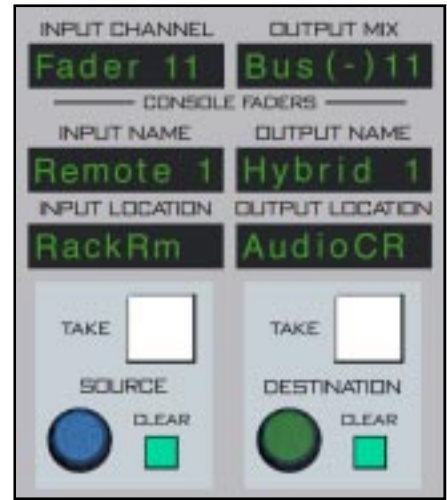 INPUT CHANNEL OUTPUT MIX
Fader 11 Bus(-)11
CONSOLE FADERS
INPUT NAME OUTPUT NAME
Remote 1 Hybrid 1
INPUT LOCATION OUTPUT LOCATION
RackRm AudioCR
TAKE TAKE
SOURCE DESTINATION
CLEAR CLEAR